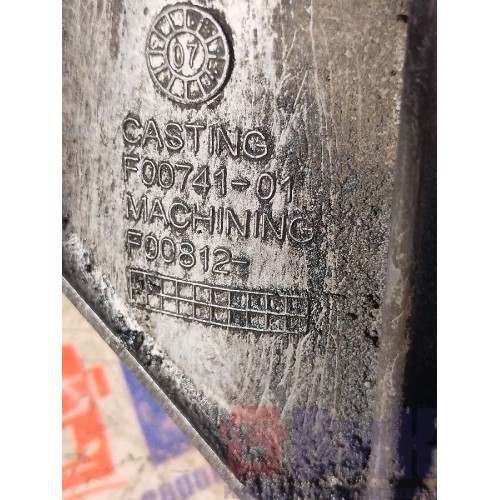 07
CASTING
F00741-01
MACHINING
F00812-